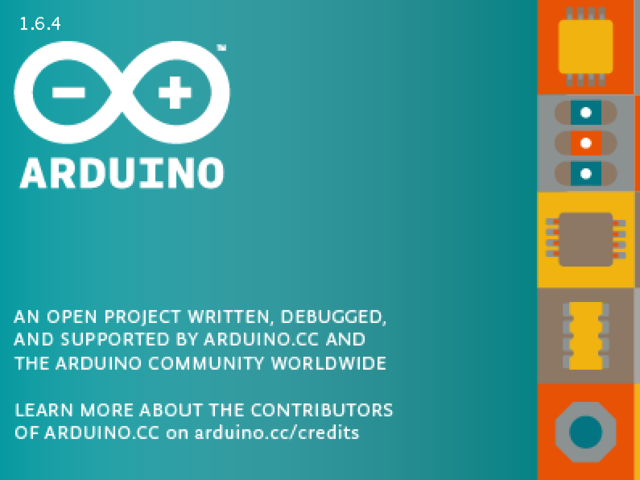 1.6.4
™
ARDUINO
AN OPEN PROJECT WRITTEN, DEBUGGED,
AND SUPPORTED BY ARDUINO.CC AND
THE ARDUINO COMMUNITY WORLDWIDE
LEARN MORE ABOUT THE CONTRIBUTORS
OF ARDUINO.CC on arduino.cc/credits